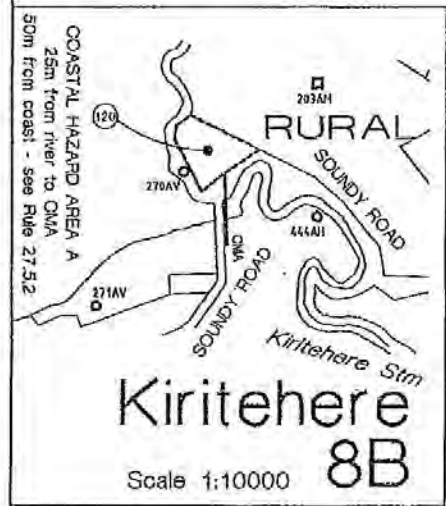 COASTAL HAZARD AREA A
25m from river to CMA
50m from coast - see Rule 27.5.2
120
203AH
RURAL
SOUNDY ROAD
270AV
444AH
CMA
271AV
SOUNDY ROAD
Kiritehere Stm
Kiritehere
8B
Scale 1:10000